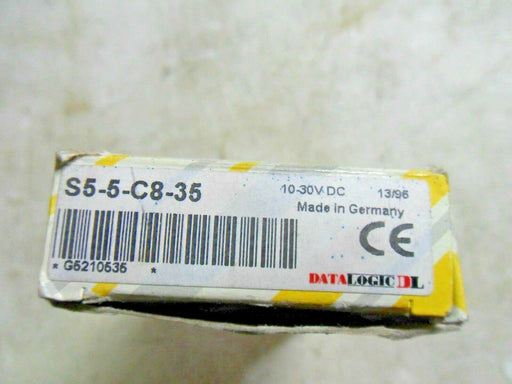 S5-5-C8-35
10-30V DC 13/96
Made in Germany
CE
* G5210535 *
DATALOGIC DL